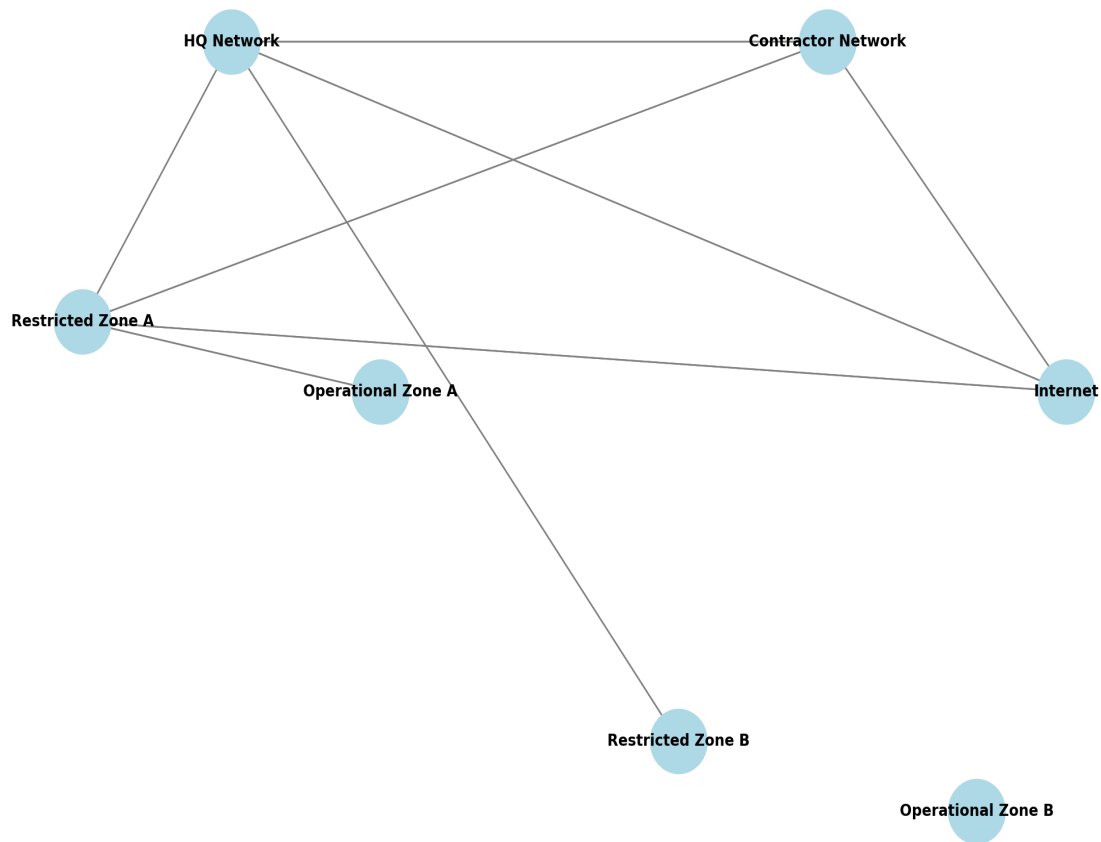 HQ Network
Contractor Network
Restricted Zone A
Operational Zone A
Internet
Restricted Zone B
Operational Zone B